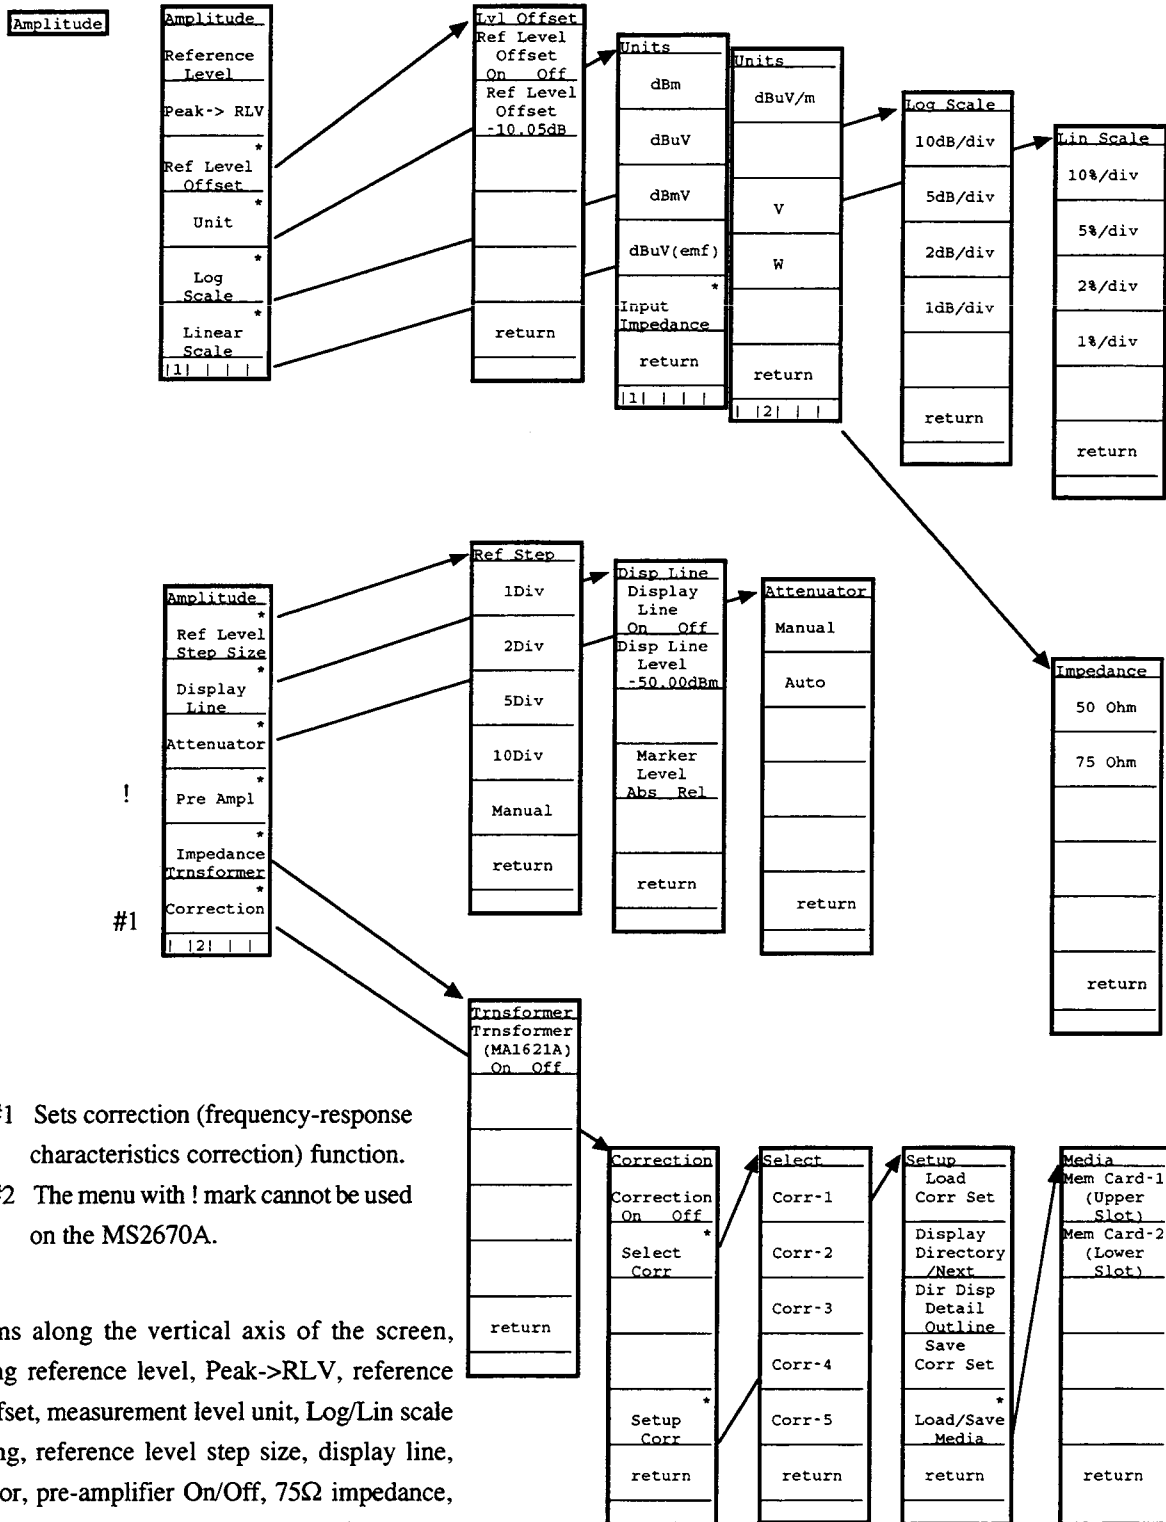 Amplitude
Amplitude
Reference
Level
Peak-> RLV
*
Ref Level
Offset
*
Unit
*
Log
Scale
*
Linear
Scale
|1| | | |
Lvl Offset
Ref Level
Offset
On Off
Ref Level
Offset
-10.05dB
return
Units
dBm
dBuV
dBmV
dBuV(emf)
*
Input
Impedance
return
|1| | | |
Units
dBuV/m
V
W
return
| |2| | |
Log Scale
10dB/div
5dB/div
2dB/div
1dB/div
return
Lin Scale
10%/div
5%/div
2%/div
1%/div
return
Amplitude
*
Ref Level
Step Size
*
Display
Line
*
Attenuator
*
! Pre Ampl
*
Impedance
Trnsformer
*
#1 Correction
| |2| | |
Ref Step
1Div
2Div
5Div
10Div
Manual
return
Disp Line
Display
Line
On Off
Disp Line
Level
-50.00dBm
Marker
Level
Abs Rel
return
Attenuator
Manual
Auto
return
Impedance
50 Ohm
75 Ohm
return
Trnsformer
Trnsformer
(MA1621A)
On Off
return
Correction
Correction
On Off
*
Select
Corr
*
Setup
Corr
return
Select
Corr-1
Corr-2
Corr-3
Corr-4
Corr-5
return
Setup
Load
Corr Set
Display
Directory
/Next
Dir Disp
Detail
Outline
Save
Corr Set
*
Load/Save
Media
return
Media
Mem Card-1
(Upper
Slot)
Mem Card-2
(Lower
Slot)
return
#1 Sets correction (frequency-response
characteristics correction) function.
#2 The menu with ! mark cannot be used
on the MS2670A.
ns along the vertical axis of the screen,
ng reference level, Peak->RLV, reference
fset, measurement level unit, Log/Lin scale
ng, reference level step size, display line,
or, pre-amplifier On/Off, 75Ω impedance,